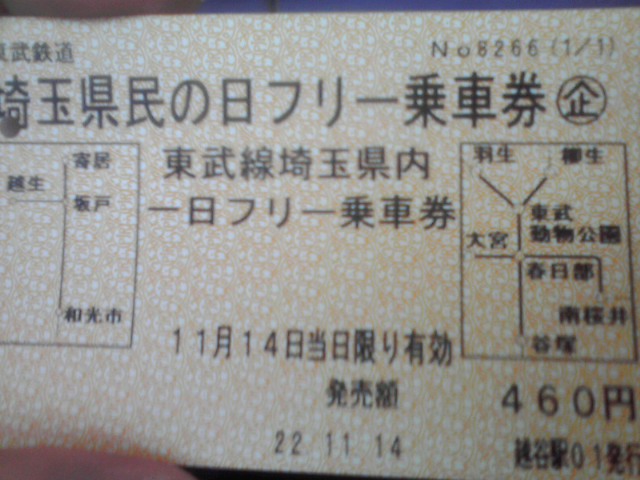 東武鉄道
No8266(1/1)
埼玉県民の日フリー乗車券 企
東武線埼玉県内
一日フリー乗車券
寄居
越生
坂戸
和光市
羽生
柳生
東武
動物公園
大宮
春日部
南桜井
谷塚
11月14日当日限り有効
発売額
460円
22.11.14
越谷駅01発行